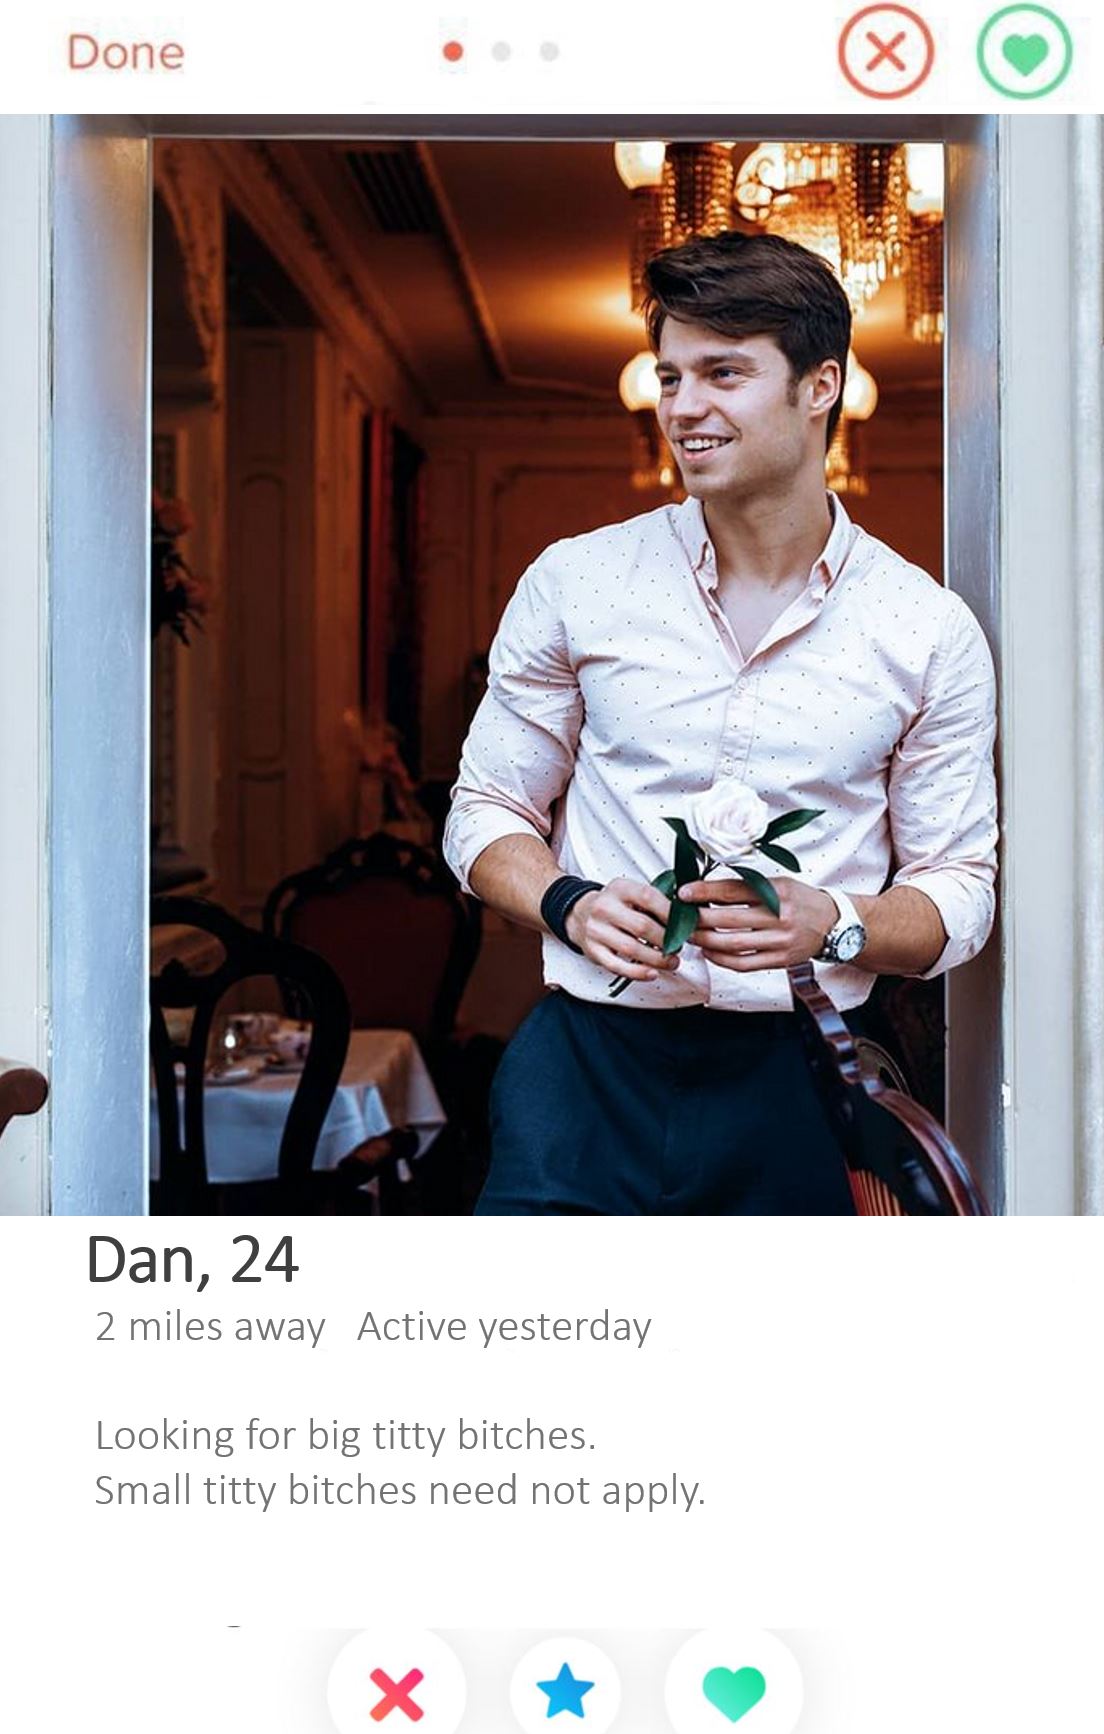 Done
Dan, 24
2 miles away Active yesterday
Looking for big titty bitches.
Small titty bitches need not apply.